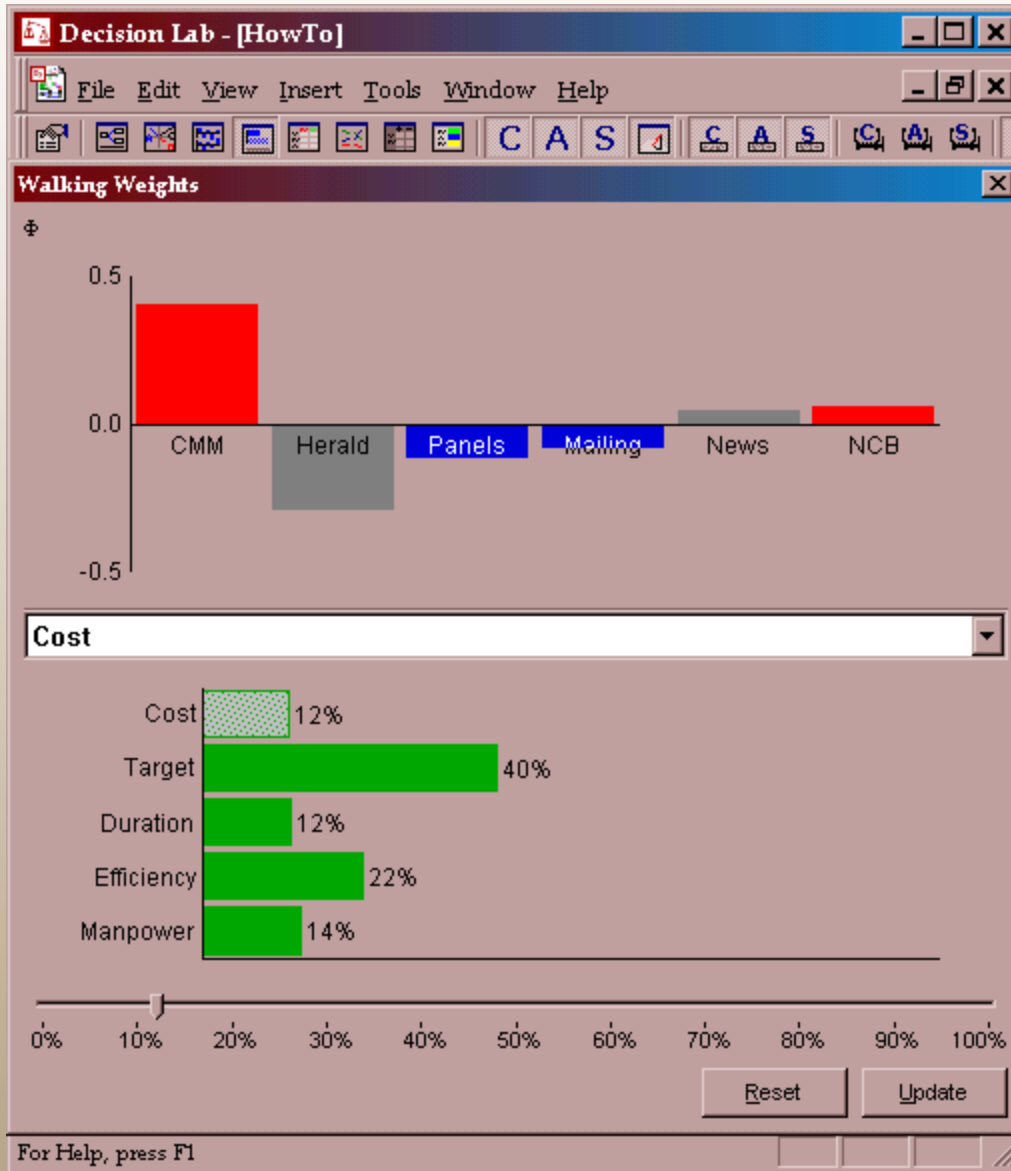 Decision Lab - [HowTo]
File Edit View Insert Tools Window Help
C A S C A S (C) (A) (S)
Walking Weights
Φ
0.5
0.0
CMM Herald Panels Mailing News NCB
-0.5
Cost
Cost 12%
Target 40%
Duration 12%
Efficiency 22%
Manpower 14%
0% 10% 20% 30% 40% 50% 60% 70% 80% 90% 100%
Reset Update
For Help, press F1